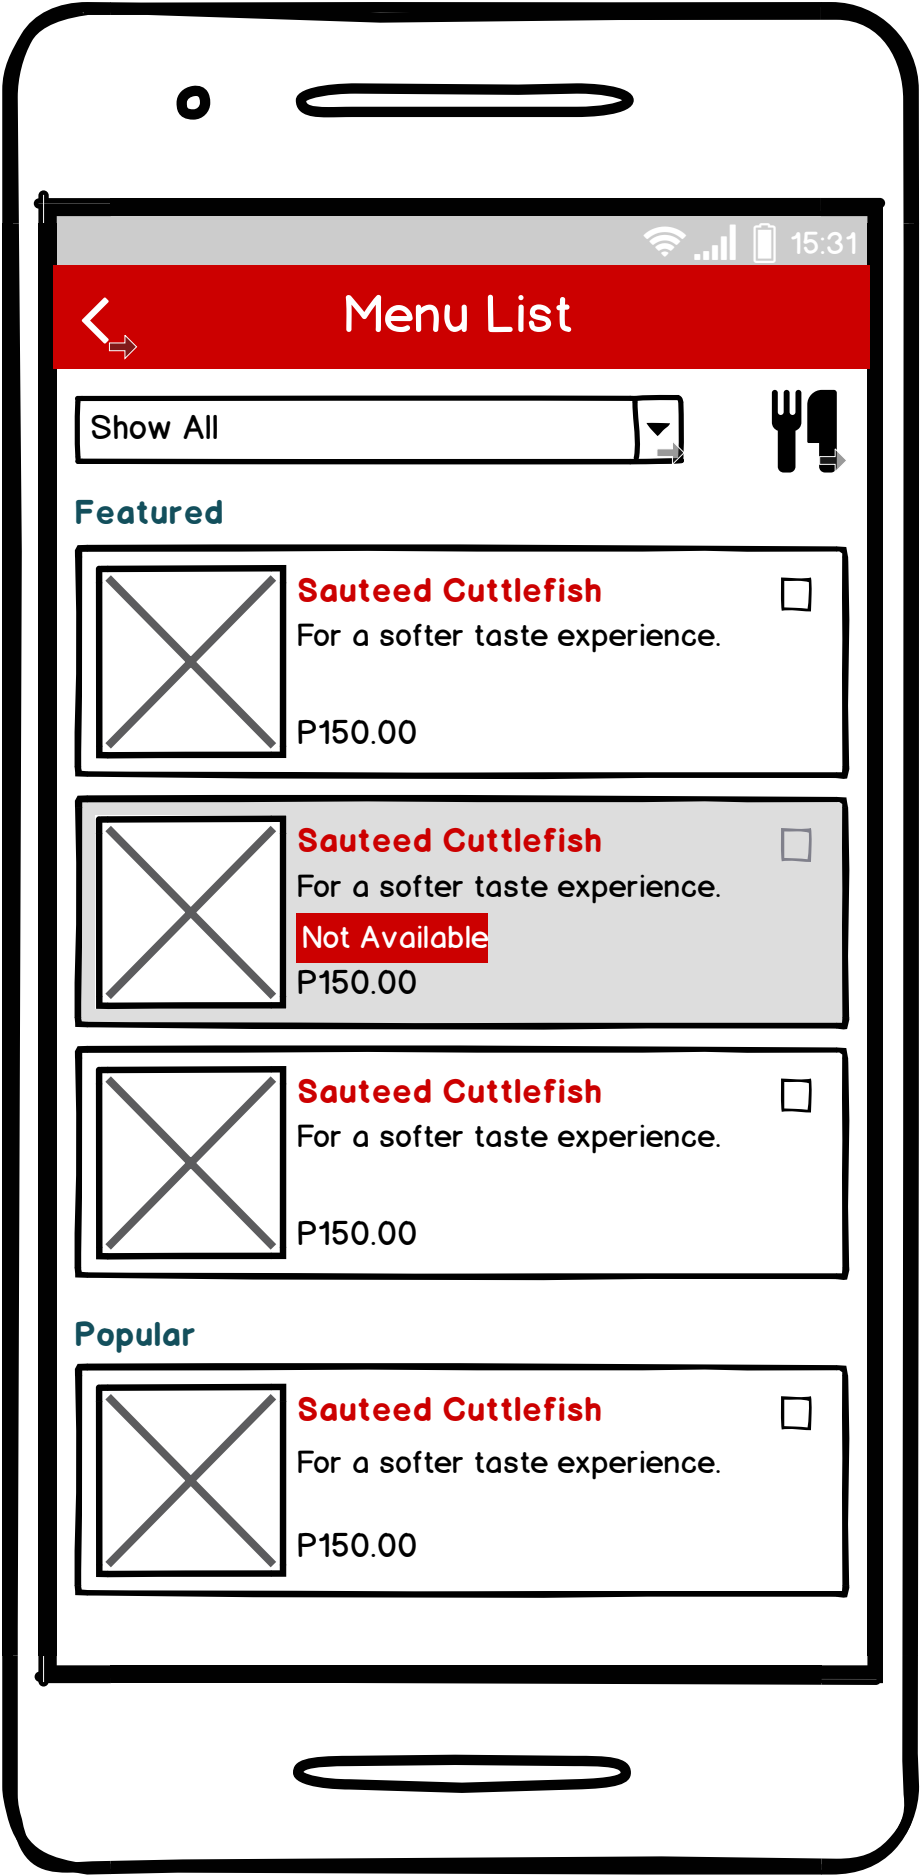 15:31
Menu List
Show All
Featured
Sauteed Cuttlefish
For a softer taste experience.
P150.00
Sauteed Cuttlefish
For a softer taste experience.
Not Available
P150.00
Sauteed Cuttlefish
For a softer taste experience.
P150.00
Popular
Sauteed Cuttlefish
For a softer taste experience.
P150.00